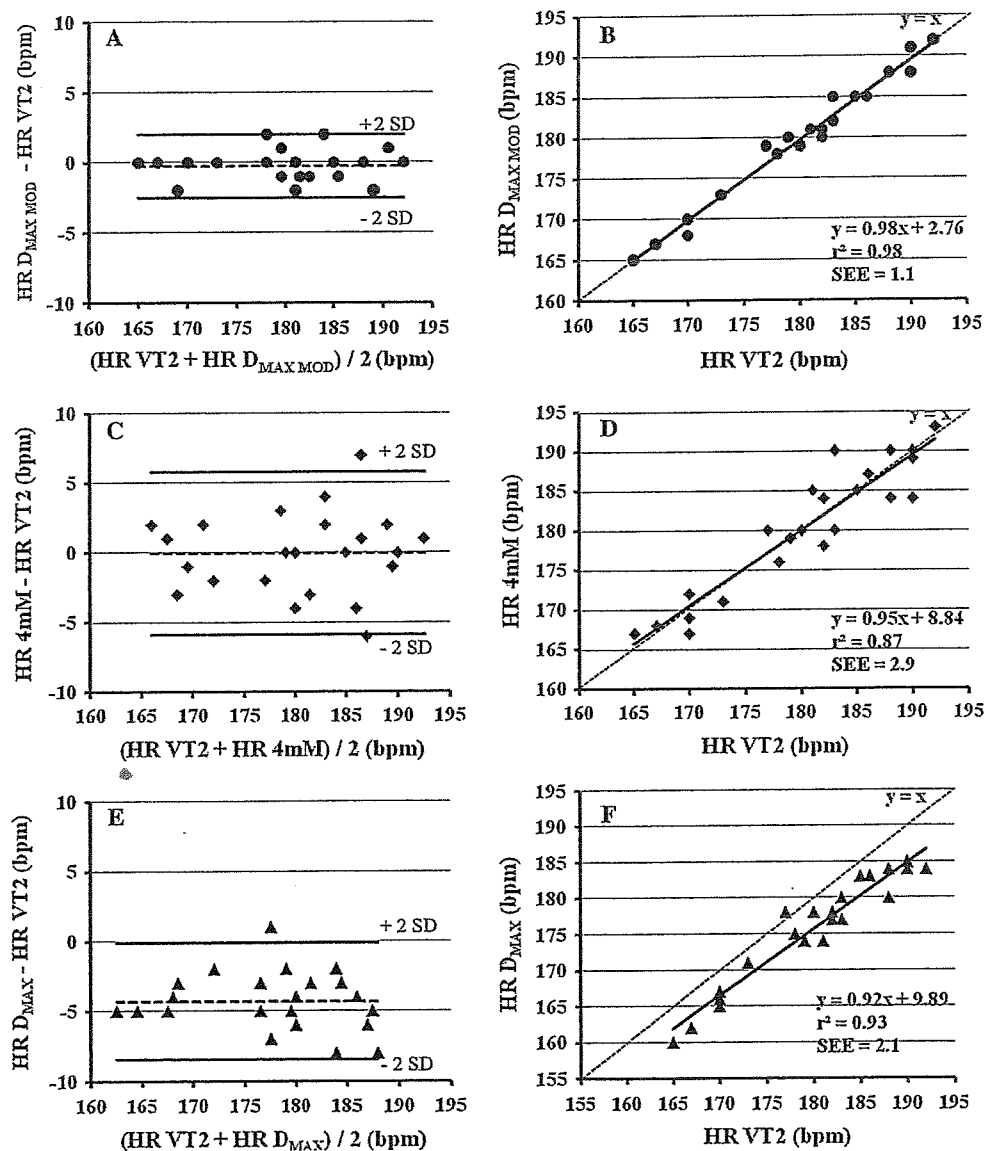 A
HR D_MAX MOD - HR VT2 (bpm)
10
5
0
-5
-10
+2 SD
- 2 SD
160 165 170 175 180 185 190 195
(HR VT2 + HR D_MAX MOD) / 2 (bpm)
B
y = x
HR D_MAX MOD (bpm)
195
190
185
180
175
170
165
160
y = 0.98x + 2.76
r² = 0.98
SEE = 1.1
160 165 170 175 180 185 190 195
HR VT2 (bpm)
C
HR 4mM - HR VT2 (bpm)
10
5
0
-5
-10
+ 2 SD
- 2 SD
160 165 170 175 180 185 190 195
(HR VT2 + HR 4mM) / 2 (bpm)
D
y = x
HR 4mM (bpm)
195
190
185
180
175
170
165
160
y = 0.95x + 8.84
r² = 0.87
SEE = 2.9
160 165 170 175 180 185 190 195
HR VT2 (bpm)
E
HR D_MAX - HR VT2 (bpm)
10
5
0
-5
-10
+ 2 SD
- 2 SD
160 165 170 175 180 185 190 195
(HR VT2 + HR D_MAX) / 2 (bpm)
F
y = x
HR D_MAX (bpm)
195
190
185
180
175
170
165
160
155
y = 0.92x + 9.89
r² = 0.93
SEE = 2.1
155 160 165 170 175 180 185 190 195
HR VT2 (bpm)